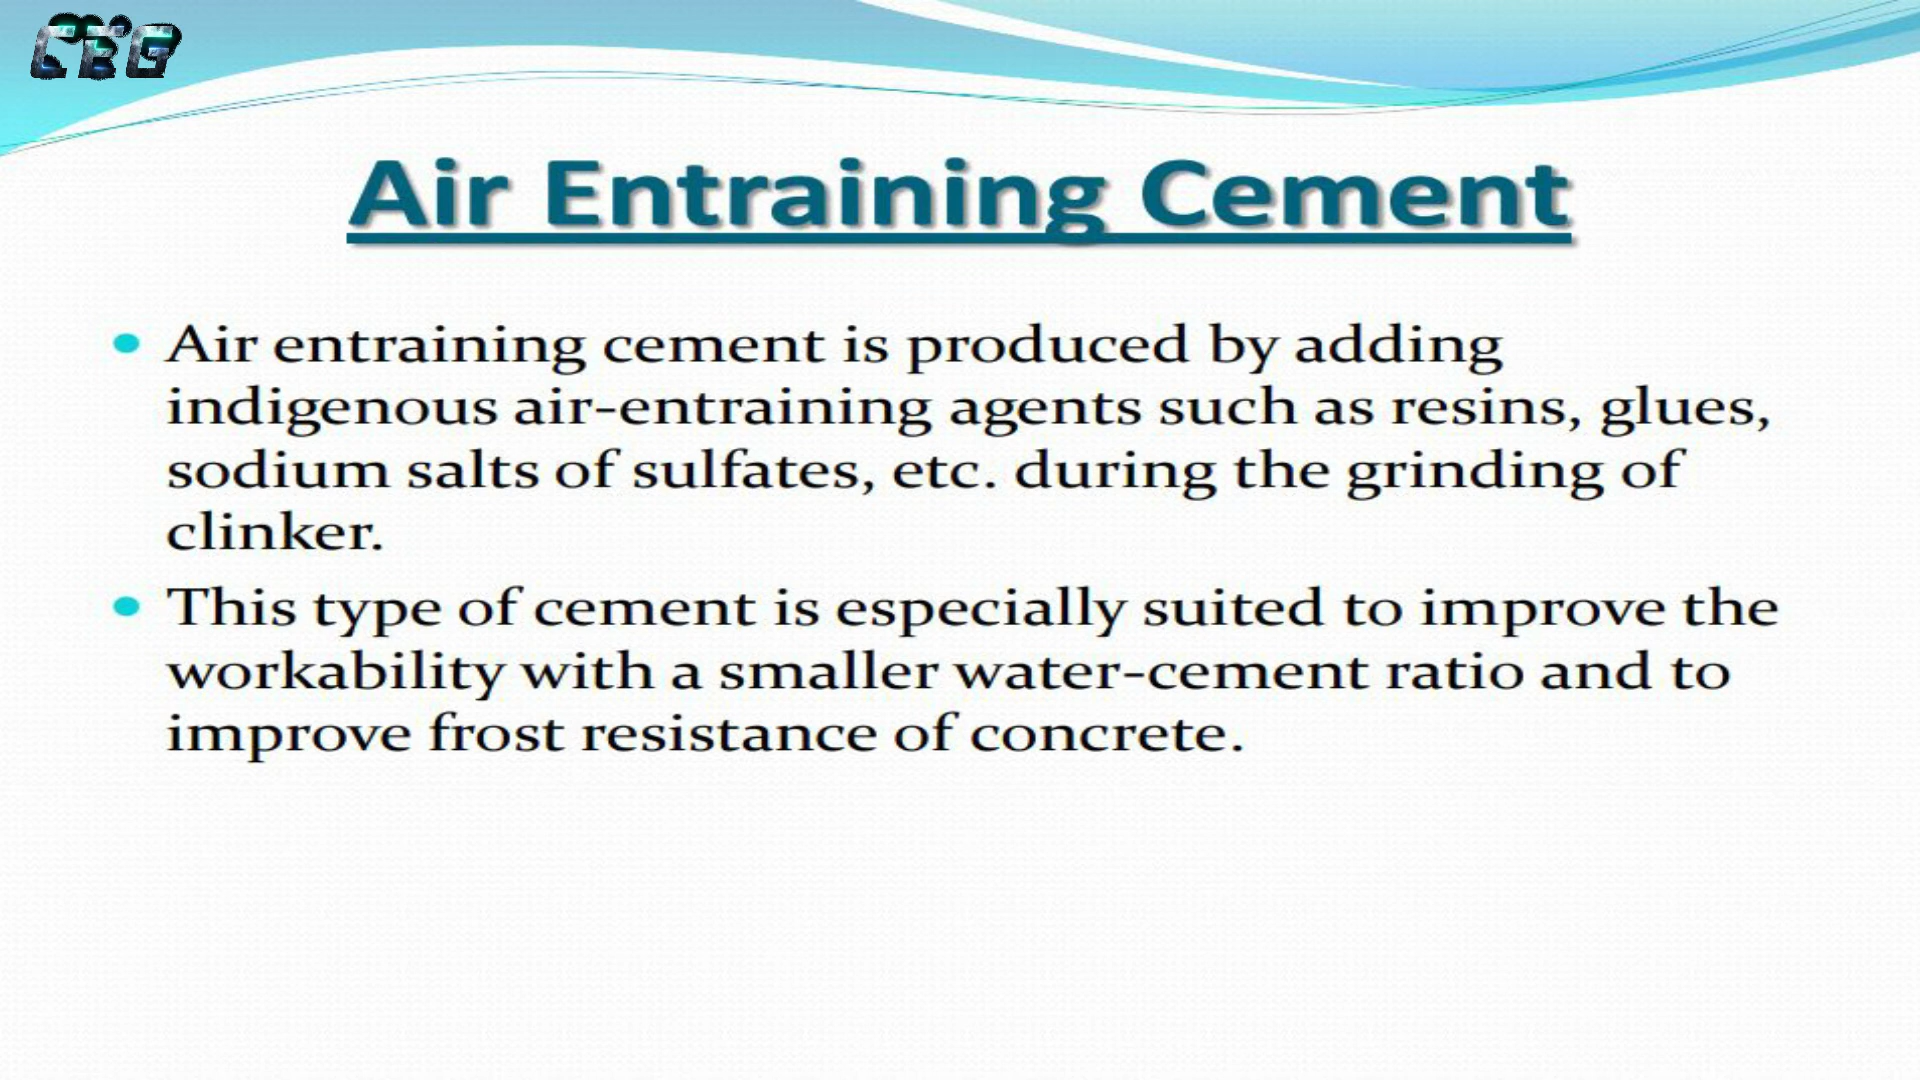 CEG
Air Entraining Cement
• Air entraining cement is produced by adding
indigenous air-entraining agents such as resins, glues,
sodium salts of sulfates, etc. during the grinding of
clinker.
• This type of cement is especially suited to improve the
workability with a smaller water-cement ratio and to
improve frost resistance of concrete.